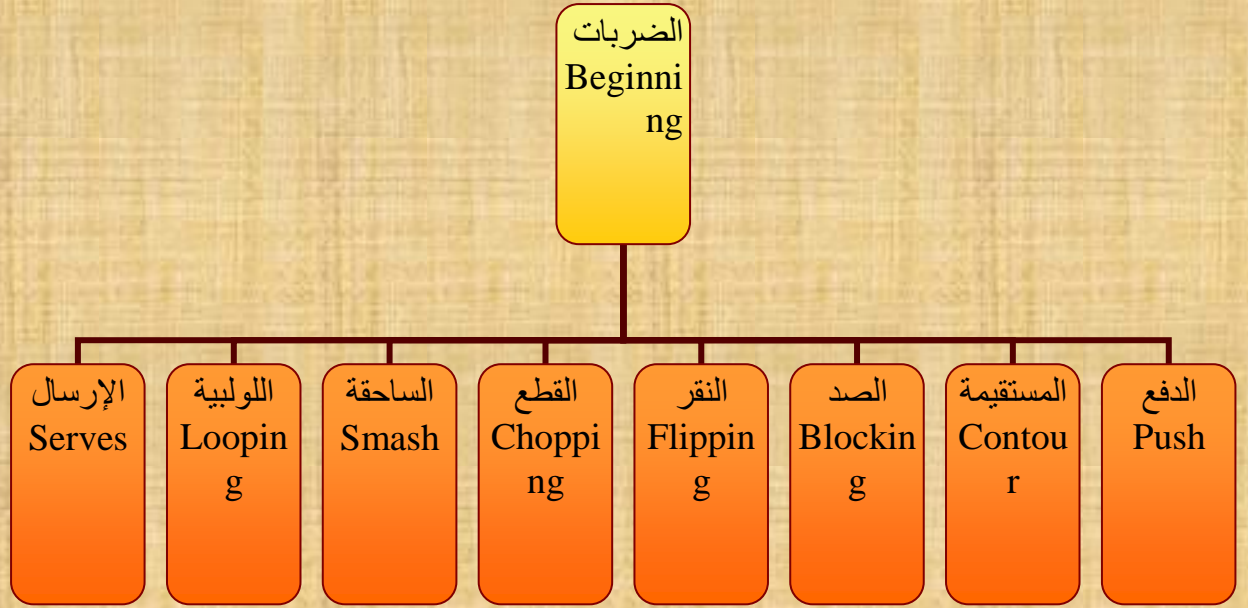 الضربات
Beginni
ng
الإرسال
Serves
اللولبية
Loopin
g
الساحقة
Smash
القطع
Choppi
ng
النقر
Flippin
g
الصد
Blockin
g
المستقيمة
Contou
r
الدفع
Push